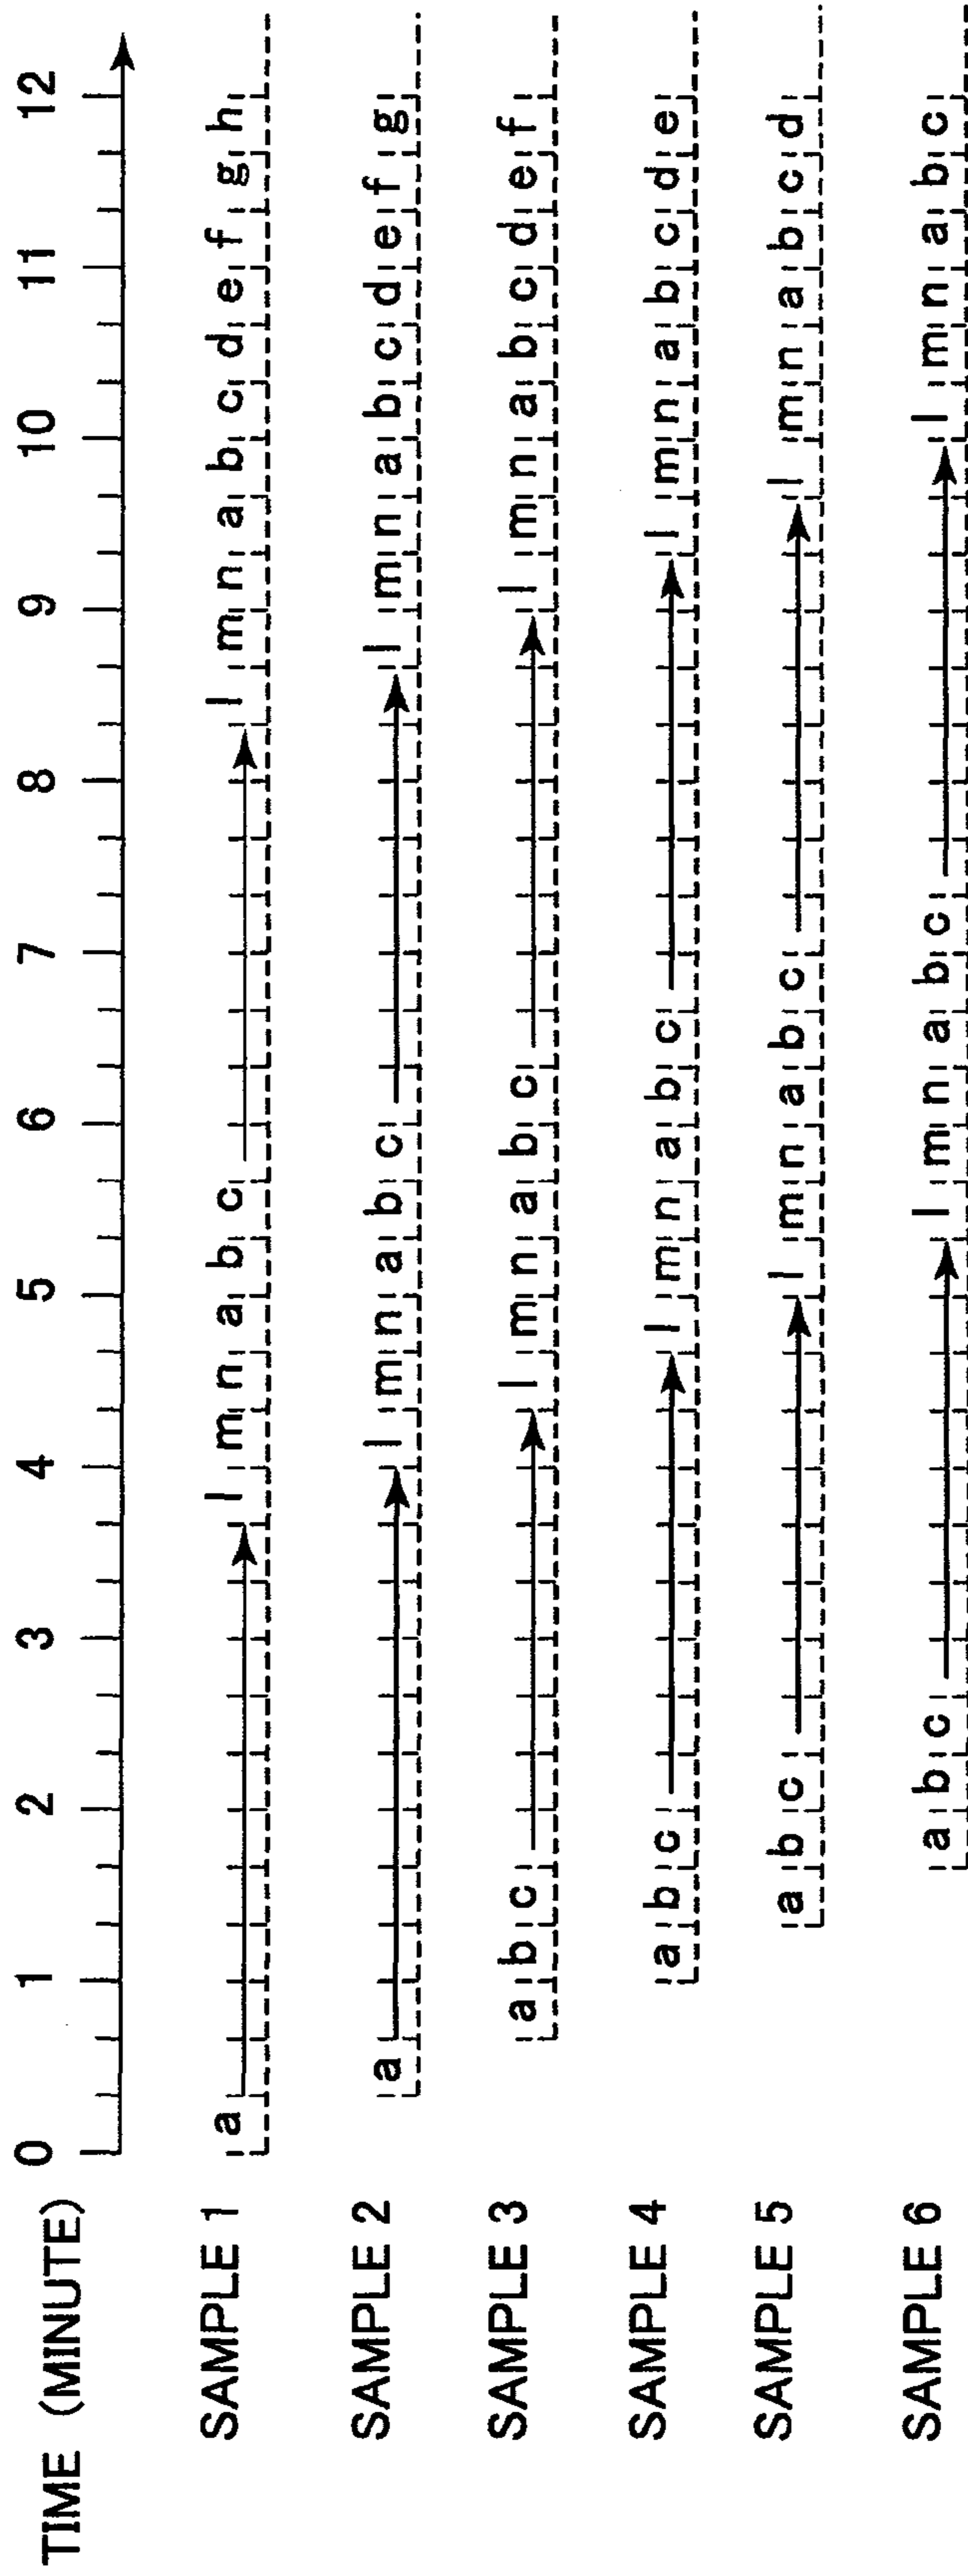 TIME (MINUTE) 0 1 2 3 4 5 6 7 8 9 10 11 12
SAMPLE 1 a l m n a b c l m n a b c d e f g h
SAMPLE 2 a l m n a b c l m n a b c d e f g
SAMPLE 3 a b c l m n a b c l m n a b c d e f
SAMPLE 4 a b c l m n a b c l m n a b c d e
SAMPLE 5 a b c l m n a b c l m n a b c d
SAMPLE 6 a b c l m n a b c l m n a b c